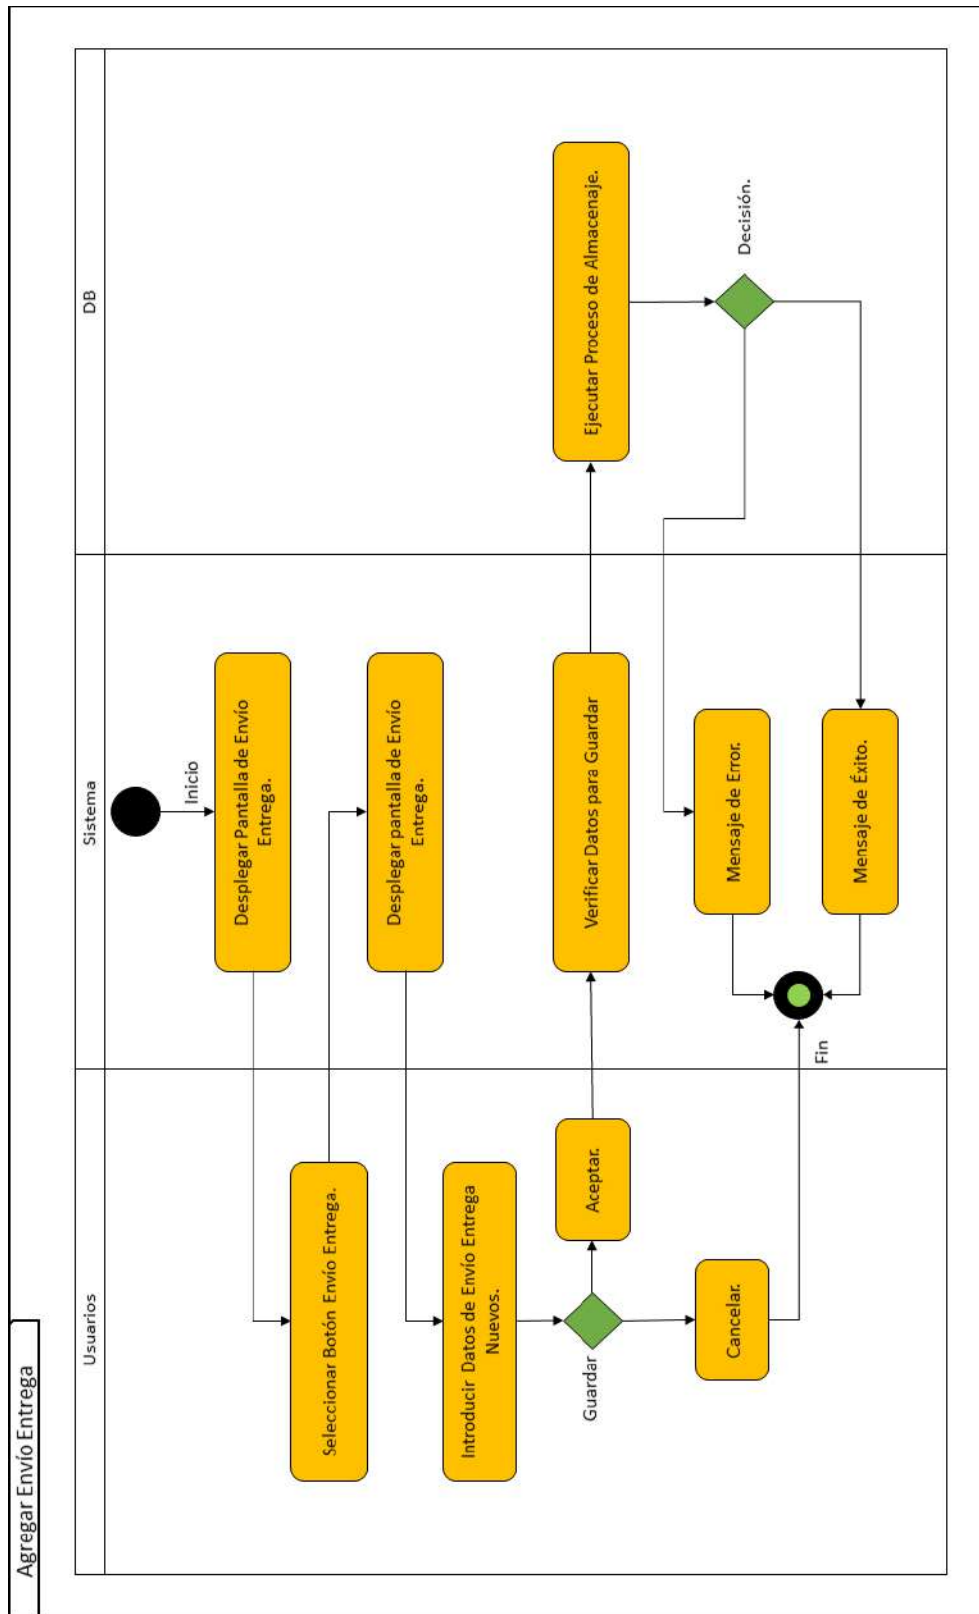 Agregar Envío Entrega
Usuarios
Sistema
DB
Inicio
Desplegar Pantalla de Envío
Entrega.
Seleccionar Botón Envío Entrega.
Desplegar pantalla de Envío
Entrega.
Introducir Datos de Envío Entrega
Nuevos.
Guardar
Aceptar.
Verificar Datos para Guardar
Ejecutar Proceso de Almacenaje.
Decisión.
Cancelar.
Mensaje de Error.
Mensaje de Éxito.
Fin